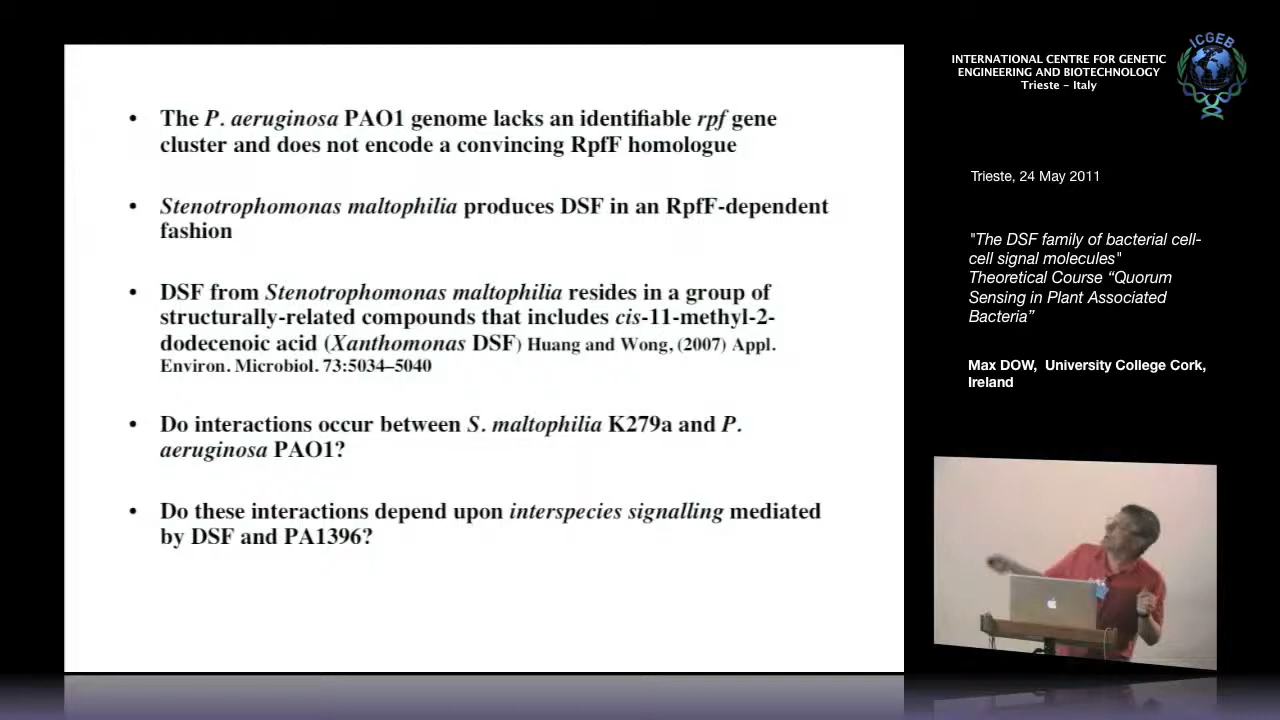 • The P. aeruginosa PAO1 genome lacks an identifiable rpf gene
cluster and does not encode a convincing RpfF homologue
• Stenotrophomonas maltophilia produces DSF in an RpfF-dependent
fashion
• DSF from Stenotrophomonas maltophilia resides in a group of
structurally-related compounds that includes cis-11-methyl-2-
dodecenoic acid (Xanthomonas DSF) Huang and Wong, (2007) Appl.
Environ. Microbiol. 73:5034–5040
• Do interactions occur between S. maltophilia K279a and P.
aeruginosa PAO1?
• Do these interactions depend upon interspecies signalling mediated
by DSF and PA1396?
INTERNATIONAL CENTRE FOR GENETIC
ENGINEERING AND BIOTECHNOLOGY
Trieste – Italy
ICGEB
Trieste, 24 May 2011
"The DSF family of bacterial cell-
cell signal molecules"
Theoretical Course “Quorum
Sensing in Plant Associated
Bacteria”
Max DOW, University College Cork,
Ireland